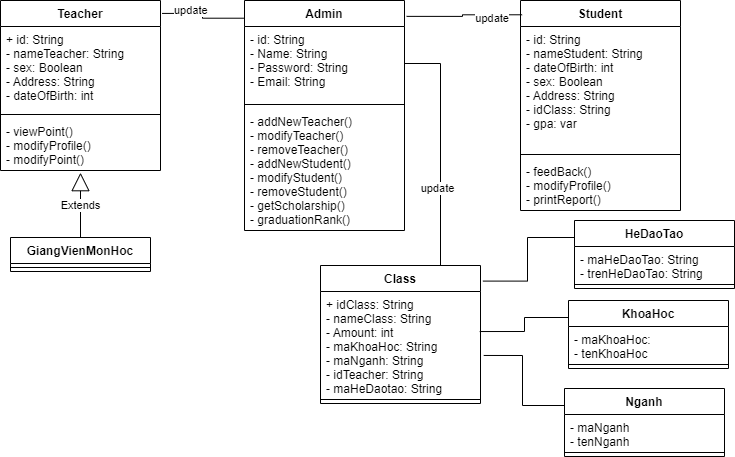 Teacher
+ id: String
- nameTeacher: String
- sex: Boolean
- Address: String
- dateOfBirth: int
- viewPoint()
- modifyProfile()
- modifyPoint()
update
Admin
- id: String
- Name: String
- Password: String
- Email: String
- addNewTeacher()
- modifyTeacher()
- removeTeacher()
- addNewStudent()
- modifyStudent()
- removeStudent()
- getScholarship()
- graduationRank()
update
Student
- id: String
- nameStudent: String
- dateOfBirth: int
- sex: Boolean
- Address: String
- idClass: String
- gpa: var
- feedBack()
- modifyProfile()
- printReport()
Extends
GiangVienMonHoc
update
Class
+ idClass: String
- nameClass: String
- Amount: int
- maKhoaHoc: String
- maNganh: String
- idTeacher: String
- maHeDaotao: String
HeDaoTao
- maHeDaoTao: String
- trenHeDaoTao: String
KhoaHoc
- maKhoaHoc:
- tenKhoaHoc
Nganh
- maNganh
- tenNganh